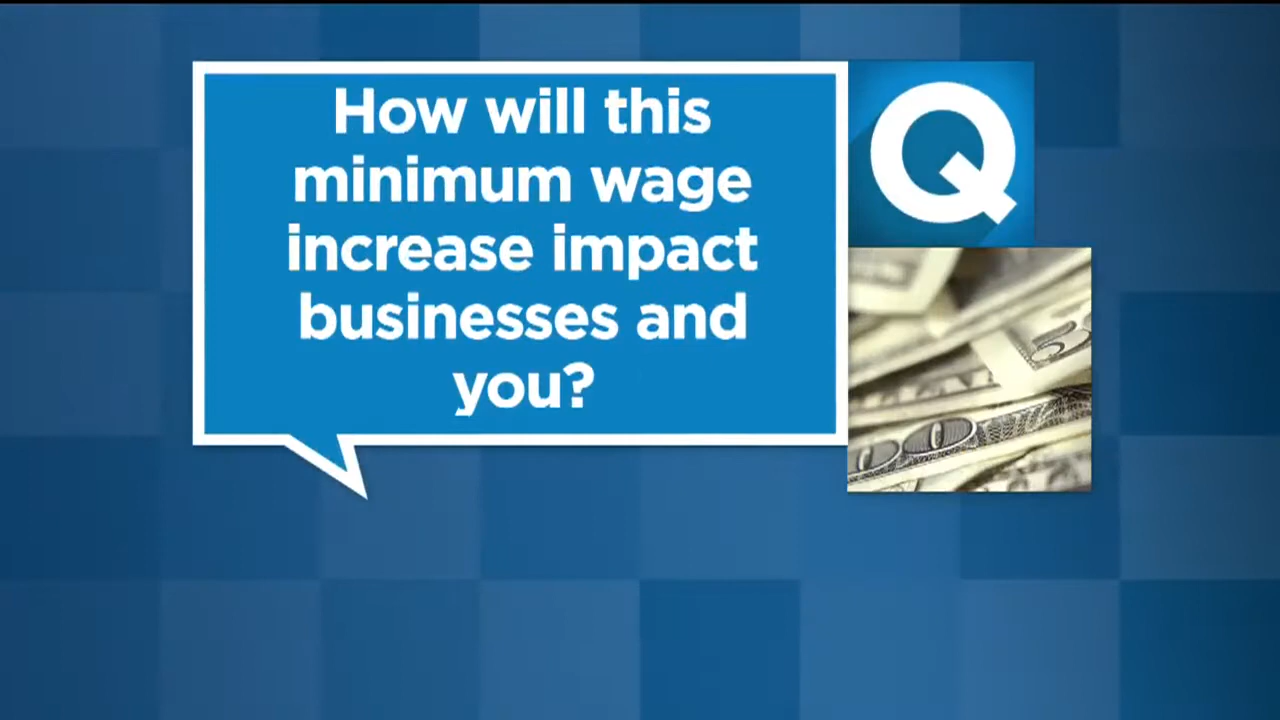 How will this
minimum wage
increase impact
businesses and
you?
Q